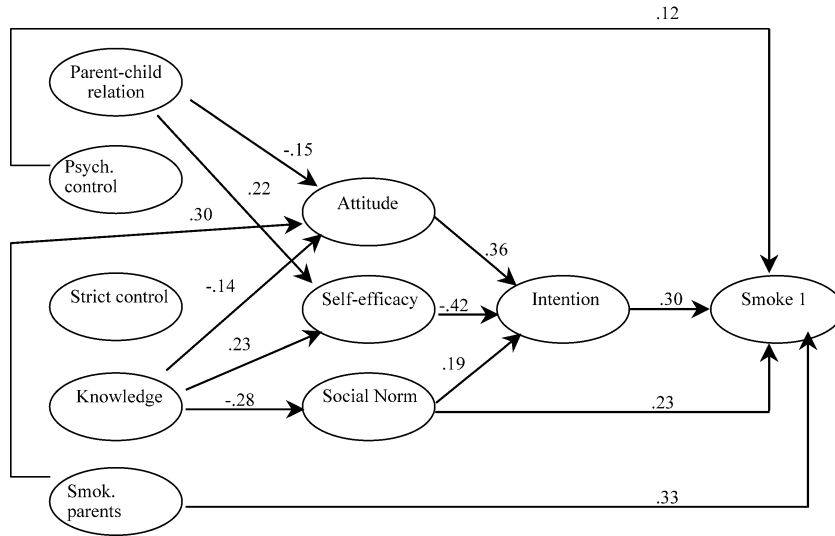 .12
Parent-child
relation
-.15
Psych.
control
.22
Attitude
.30
.36
-.14
Strict control
Self-efficacy
-.42
Intention
.30
Smoke 1
.23
.19
Knowledge
-.28
Social Norm
.23
Smok.
parents
.33